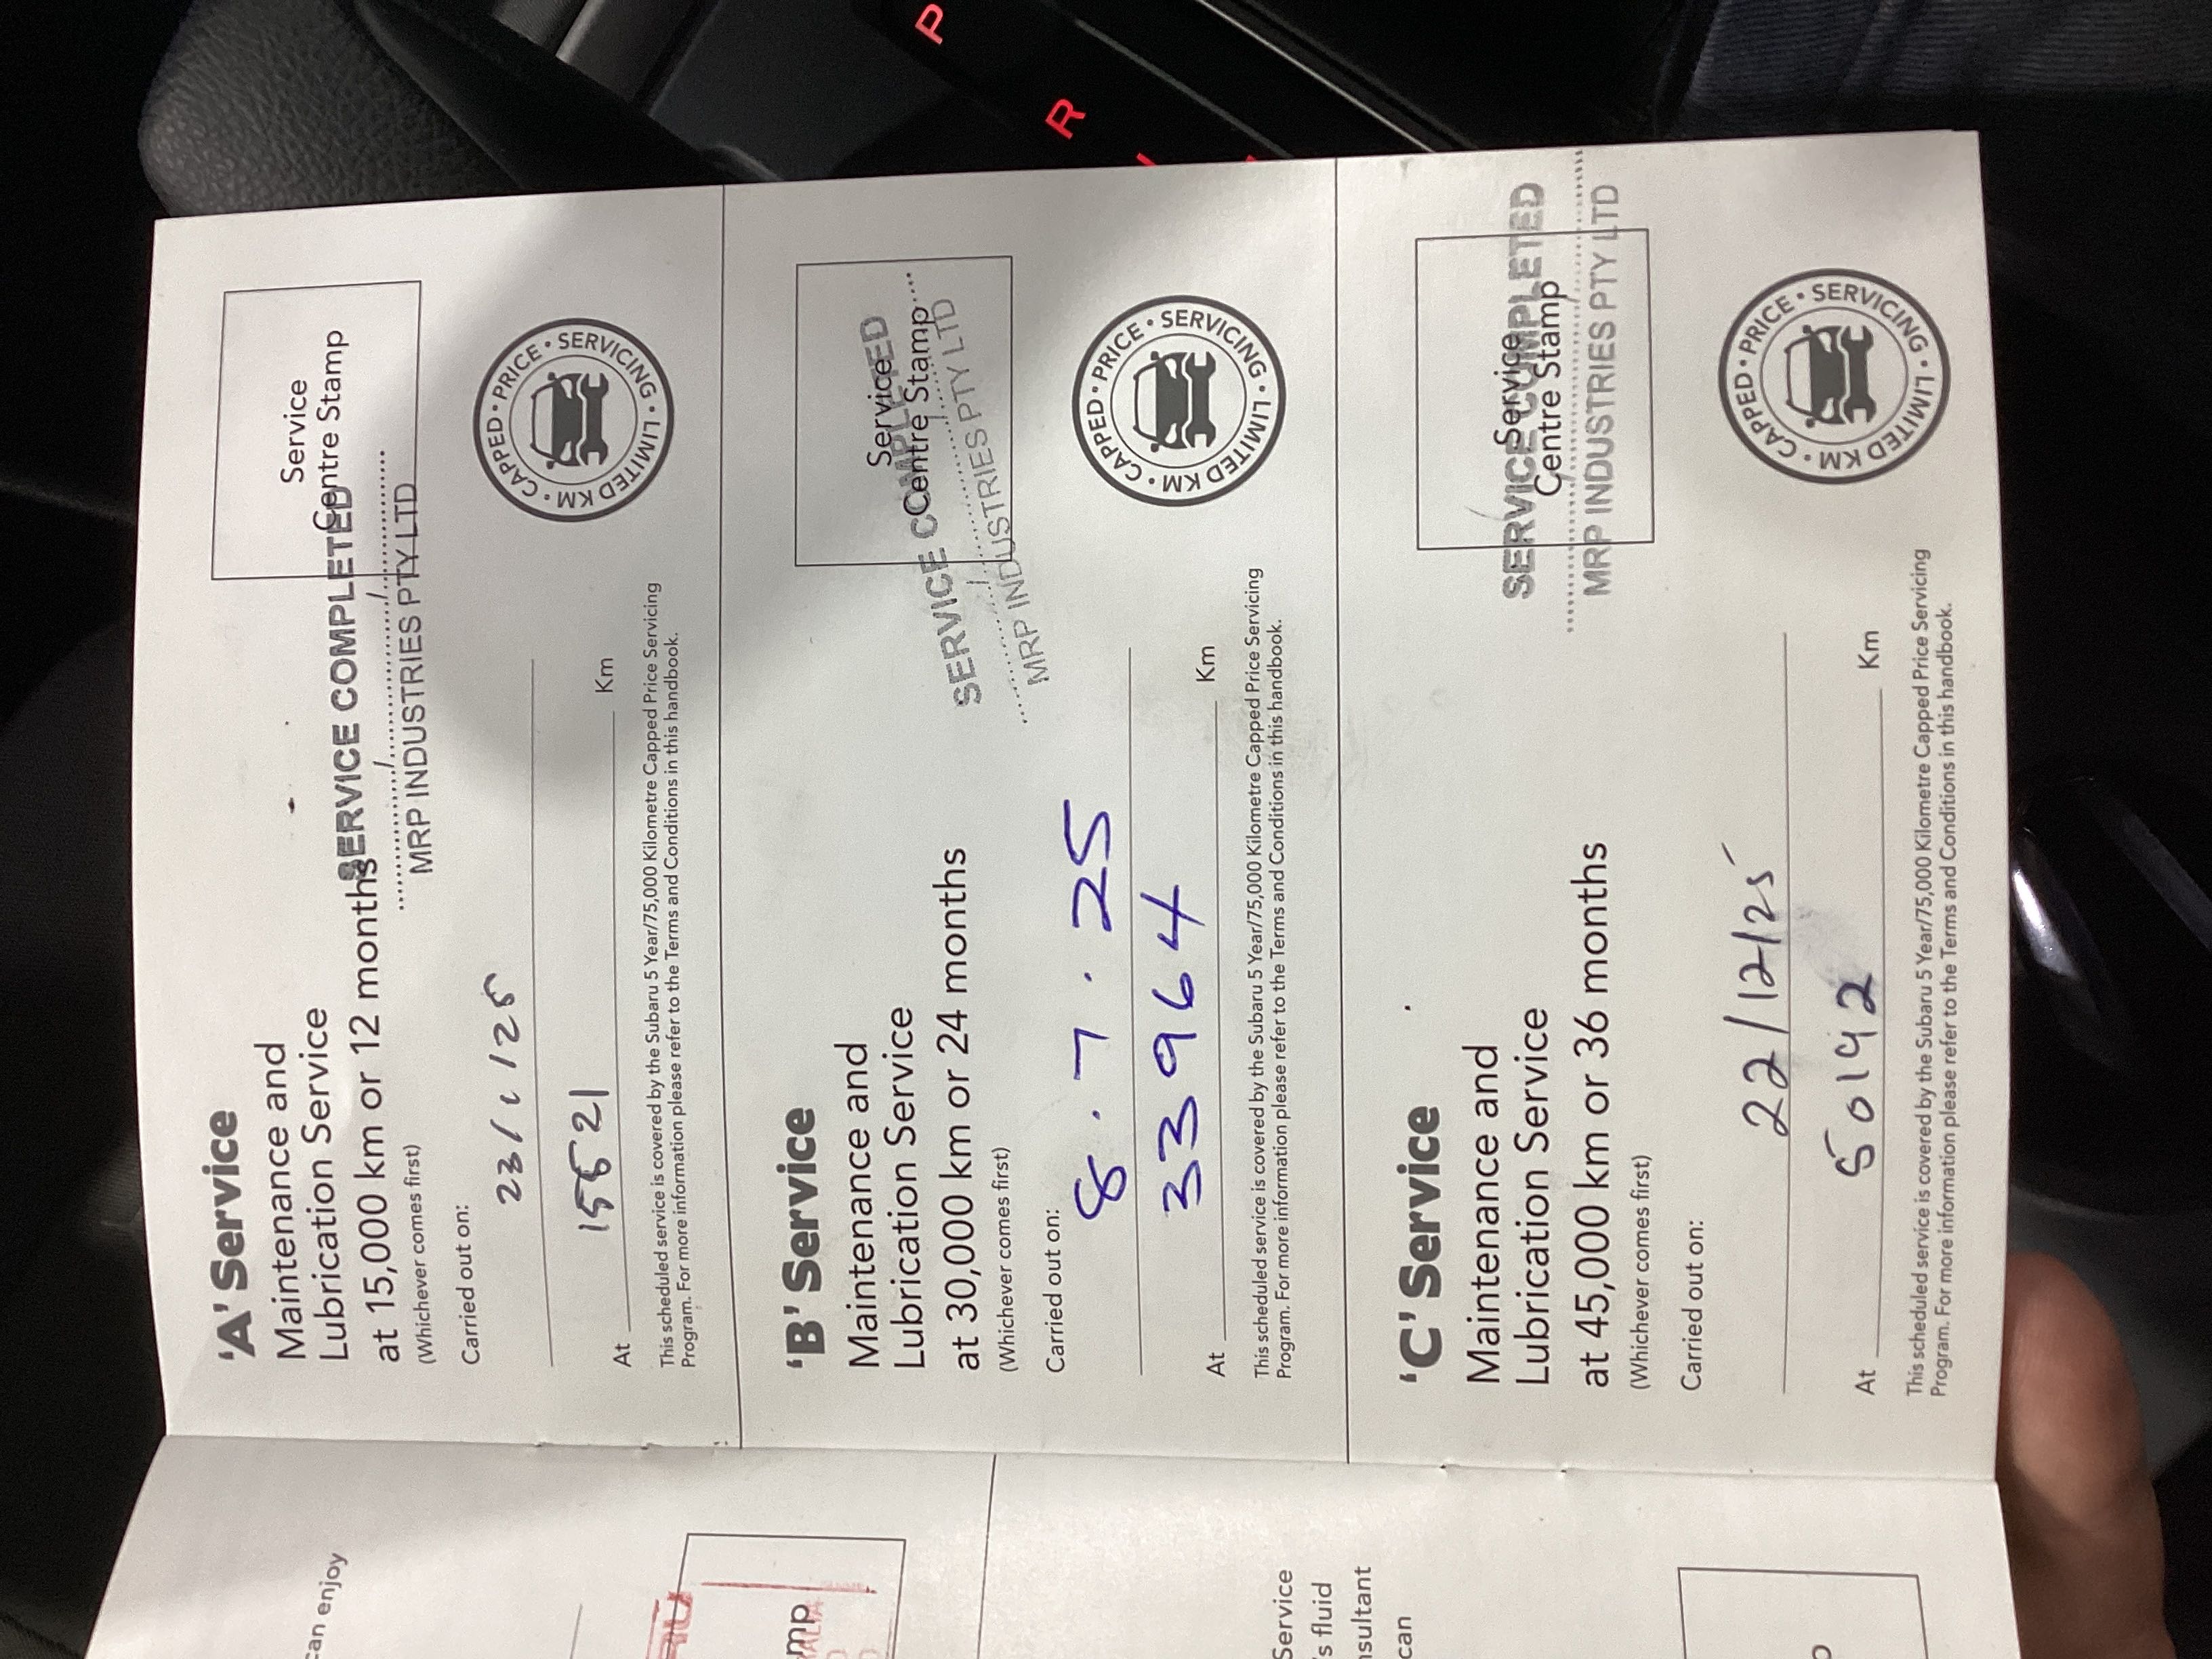 P
R
'A' Service
Maintenance and
Lubrication Service
at 15,000 km or 12 months
(Whichever comes first)
Service
Centre Stamp
SERVICE COMPLETED
MRP INDUSTRIES PTY LTD
Carried out on:
23/1/25
At 15521 Km
CAPPED • PRICE • SERVICING • LIMITED KM •
This scheduled service is covered by the Subaru 5 Year/75,000 Kilometre Capped Price Servicing
Program. For more information please refer to the Terms and Conditions in this handbook.
'B' Service
Maintenance and
Lubrication Service
at 30,000 km or 24 months
(Whichever comes first)
Service
Centre Stamp
SERVICE COMPLETED
MRP INDUSTRIES PTY LTD
Carried out on:
8.7.25
At 33964 Km
CAPPED • PRICE • SERVICING • LIMITED KM •
This scheduled service is covered by the Subaru 5 Year/75,000 Kilometre Capped Price Servicing
Program. For more information please refer to the Terms and Conditions in this handbook.
'C' Service
Maintenance and
Lubrication Service
at 45,000 km or 36 months
(Whichever comes first)
Service
Centre Stamp
SERVICE COMPLETED
MRP INDUSTRIES PTY LTD
Carried out on:
22/12/25
At 50192 Km
CAPPED • PRICE • SERVICING • LIMITED KM •
This scheduled service is covered by the Subaru 5 Year/75,000 Kilometre Capped Price Servicing
Program. For more information please refer to the Terms and Conditions in this handbook.
can enjoy
Service
's fluid
can